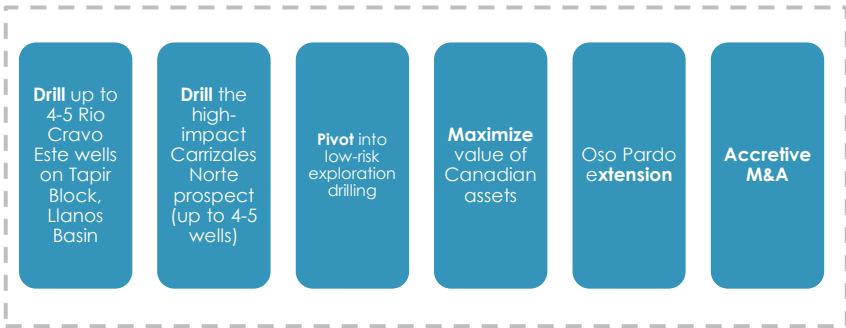 Drill up to
4-5 Rio
Cravo
Este wells
on Tapir
Block,
Llanos
Basin
Drill the
high-
impact
Carrizales
Norte
prospect
(up to 4-5
wells)
Pivot into
low-risk
exploration
drilling
Maximize
value of
Canadian
assets
Oso Pardo
extension
Accretive
M&A